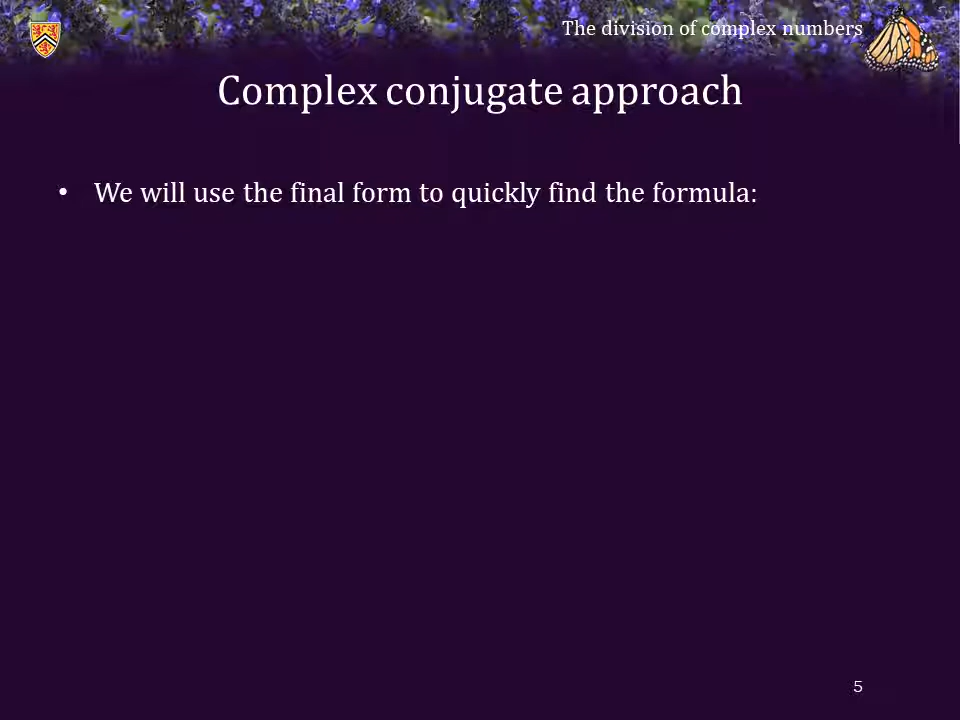 The division of complex numbers
Complex conjugate approach
• We will use the final form to quickly find the formula:
5